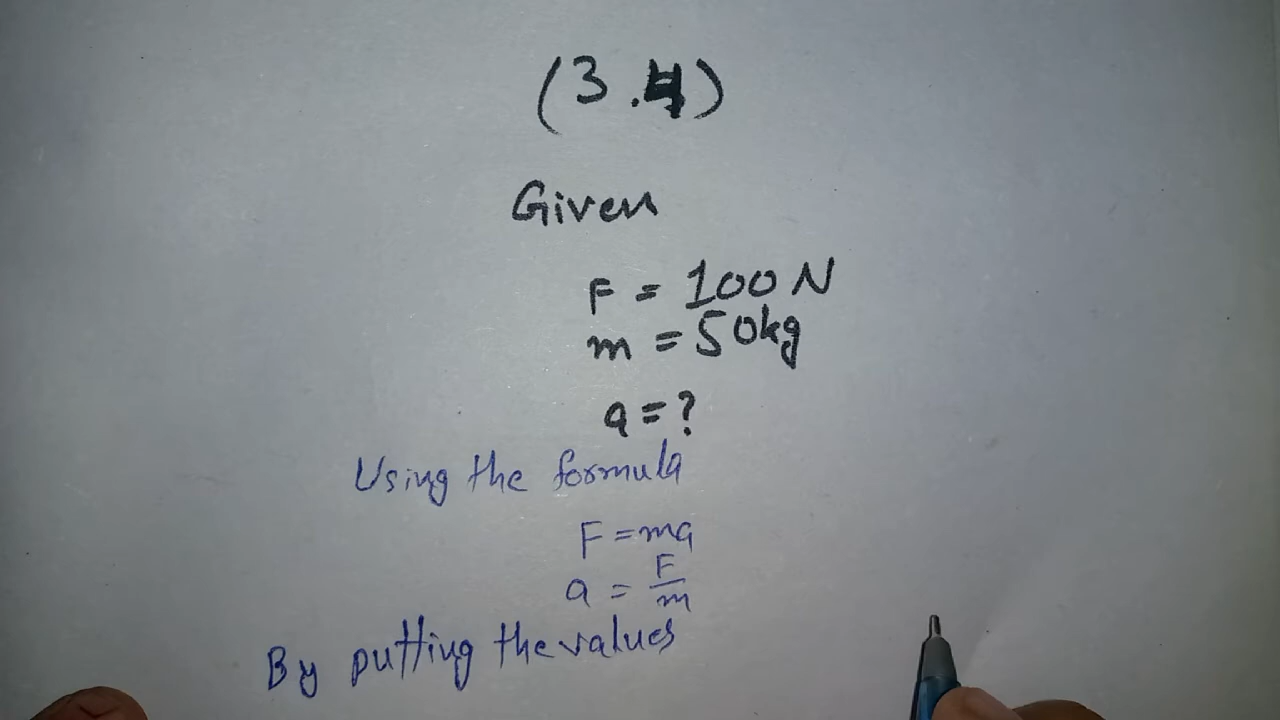 (3.4)
Given
F = 100 N
m = 50kg
a = ?
Using the formula
F = ma
a = F/m
By putting the values